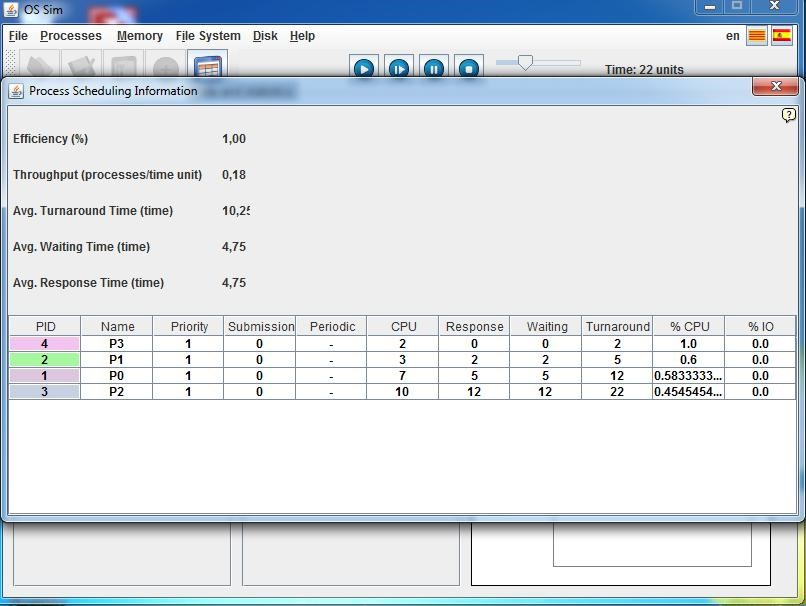 OS Sim
File Processes Memory File System Disk Help
en
Time: 22 units
Process Scheduling Information
?
Efficiency (%) 1,00
Throughput (processes/time unit) 0,18
Avg. Turnaround Time (time) 10,25
Avg. Waiting Time (time) 4,75
Avg. Response Time (time) 4,75
PID Name Priority Submission Periodic CPU Response Waiting Turnaround % CPU % IO
4 P3 1 0 - 2 0 0 2 1.0 0.0
2 P1 1 0 - 3 2 2 5 0.6 0.0
1 P0 1 0 - 7 5 5 12 0.5833333... 0.0
3 P2 1 0 - 10 12 12 22 0.4545454... 0.0